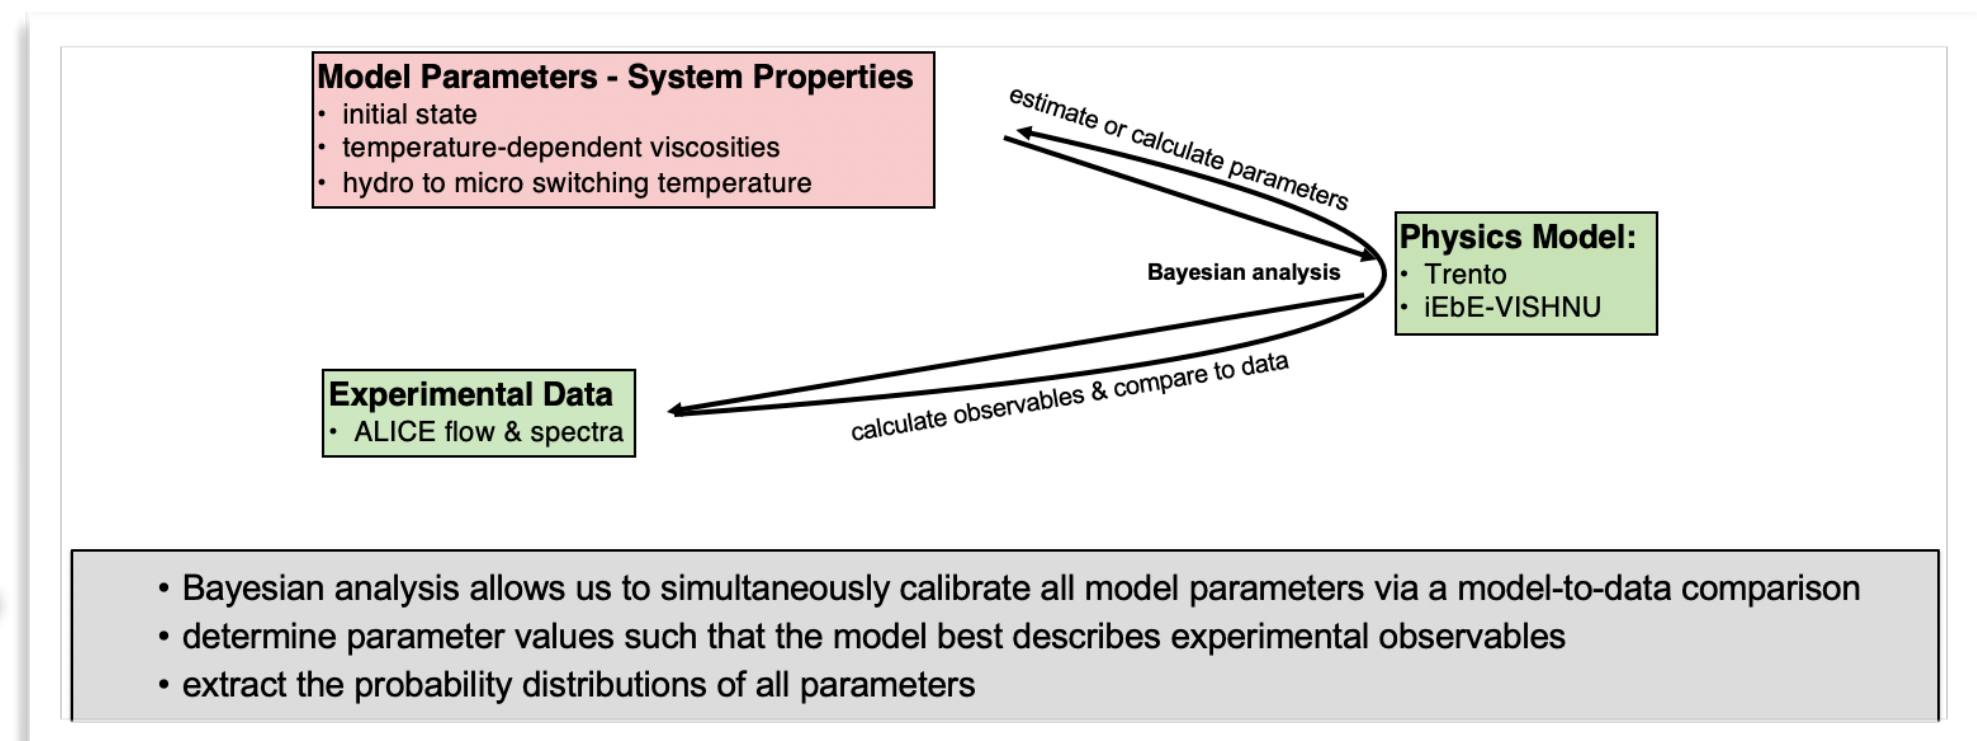 Model Parameters - System Properties
• initial state
• temperature-dependent viscosities
• hydro to micro switching temperature
estimate or calculate parameters
Physics Model:
• Trento
• iEbE-VISHNU
Bayesian analysis
Experimental Data
• ALICE flow & spectra
calculate observables & compare to data
• Bayesian analysis allows us to simultaneously calibrate all model parameters via a model-to-data comparison
• determine parameter values such that the model best describes experimental observables
• extract the probability distributions of all parameters